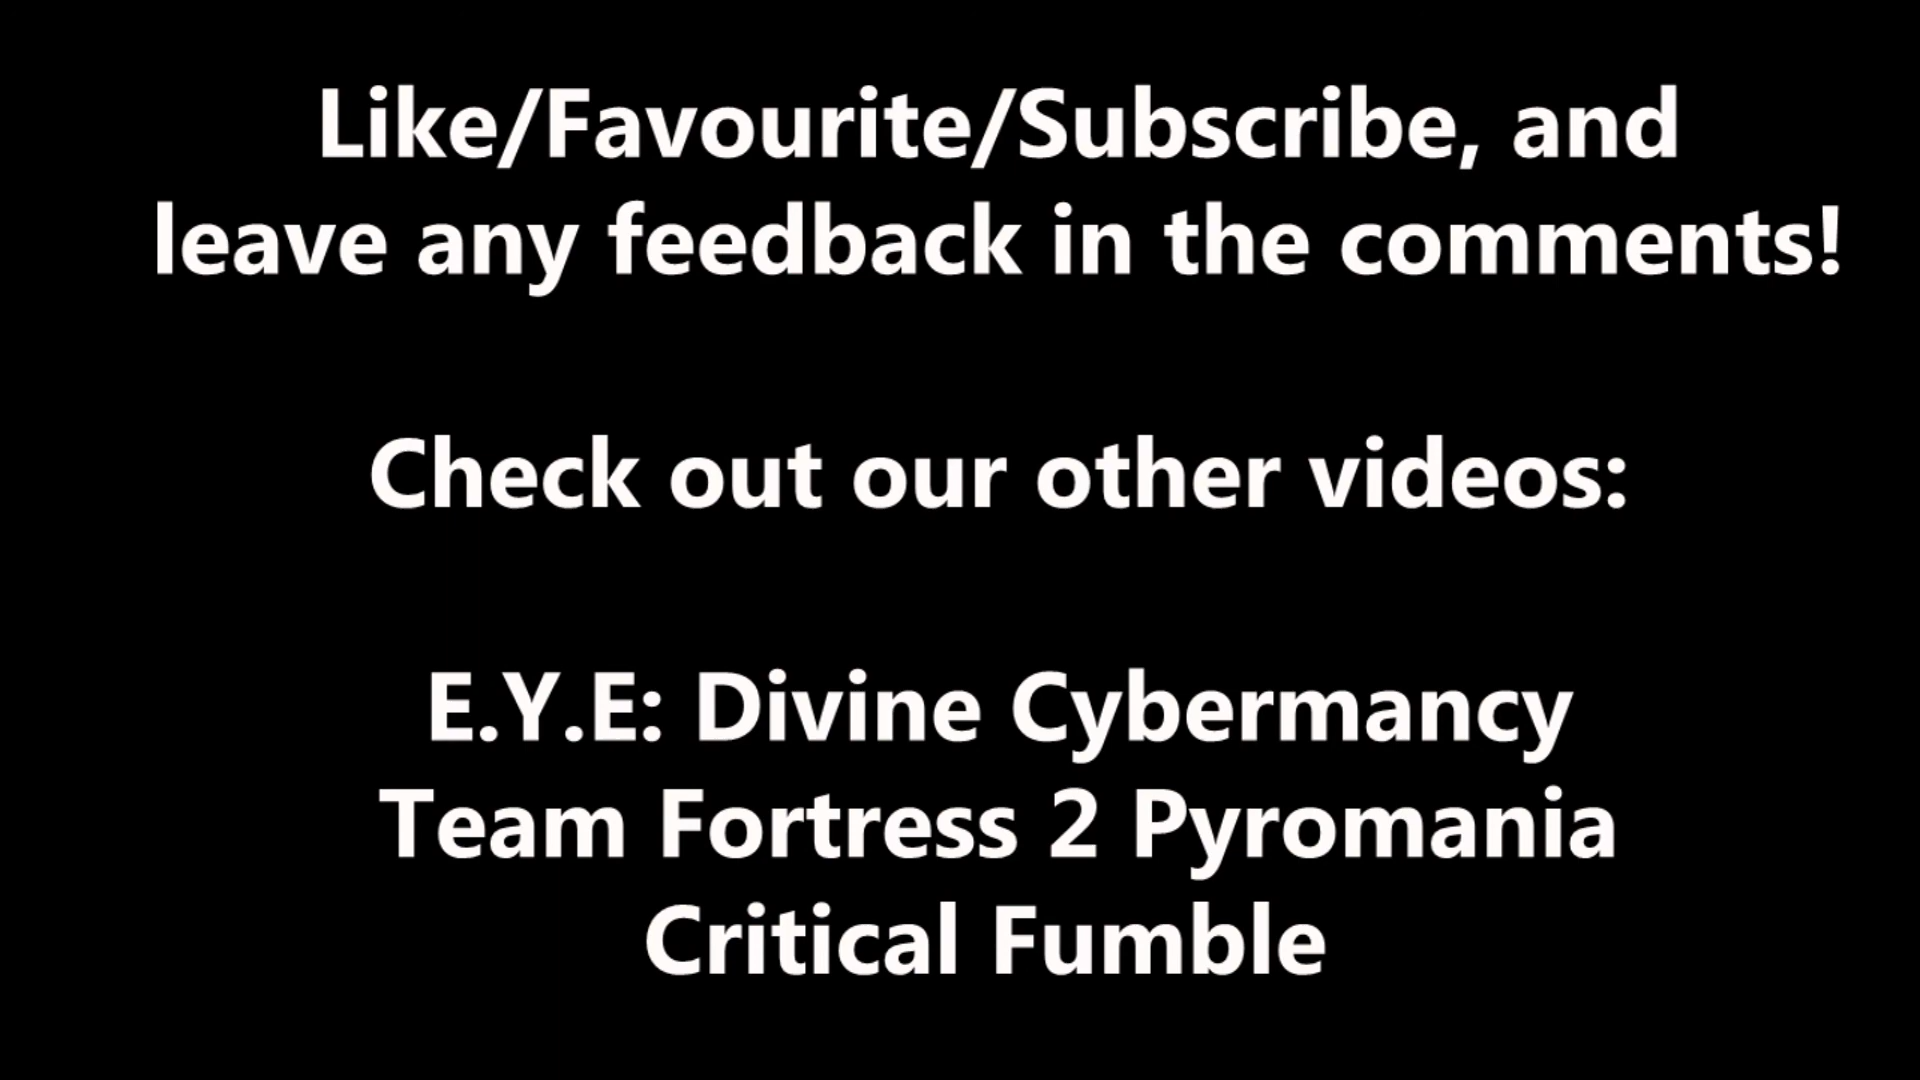 Like/Favourite/Subscribe, and
leave any feedback in the comments!
Check out our other videos:
E.Y.E: Divine Cybermancy
Team Fortress 2 Pyromania
Critical Fumble